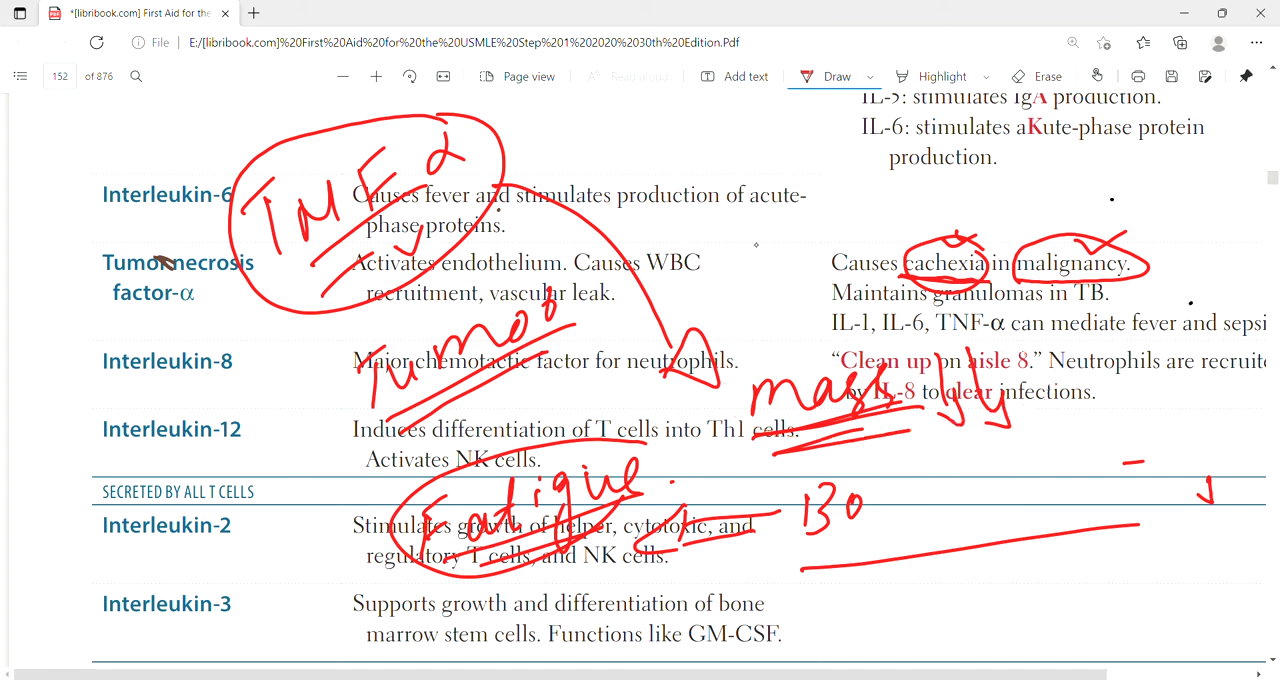 *[libribook.com] First Aid for the
File E:/[libribook.com]%20First%20Aid%20for%20the%20USMLE%20Step%201%202020%2030th%20Edition.Pdf
152 of 876 Page view Read aloud Add text Draw Highlight Erase
IL-5: stimulates IgA production.
IL-6: stimulates aKute-phase protein
production.
TNF α
Interleukin-6 Causes fever and stimulates production of acute-
phase proteins.
Tumor necrosis Activates endothelium. Causes WBC Causes cachexia in malignancy.
factor-α recruitment, vascular leak. Maintains granulomas in TB.
IL-1, IL-6, TNF-α can mediate fever and sepsi
Tumor
Interleukin-8 Major chemotactic factor for neutrophils. “Clean up on aisle 8.” Neutrophils are recruite
by IL-8 to clear infections.
mass
Interleukin-12 Induces differentiation of T cells into Th1 cells.
Activates NK cells.
Fatigue
SECRETED BY ALL T CELLS
130
Interleukin-2 Stimulates growth of helper, cytotoxic, and
regulatory T cells, and NK cells.
Interleukin-3 Supports growth and differentiation of bone
marrow stem cells. Functions like GM-CSF.